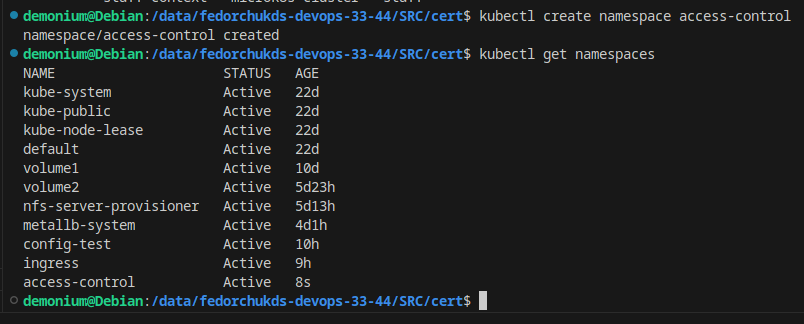 demonium@Debian:/data/fedorchukds-devops-33-44/SRC/cert$ kubectl create namespace access-control
namespace/access-control created
demonium@Debian:/data/fedorchukds-devops-33-44/SRC/cert$ kubectl get namespaces
NAME STATUS AGE
kube-system Active 22d
kube-public Active 22d
kube-node-lease Active 22d
default Active 22d
volume1 Active 10d
volume2 Active 5d23h
nfs-server-provisioner Active 5d13h
metallb-system Active 4d1h
config-test Active 10h
ingress Active 9h
access-control Active 8s
demonium@Debian:/data/fedorchukds-devops-33-44/SRC/cert$